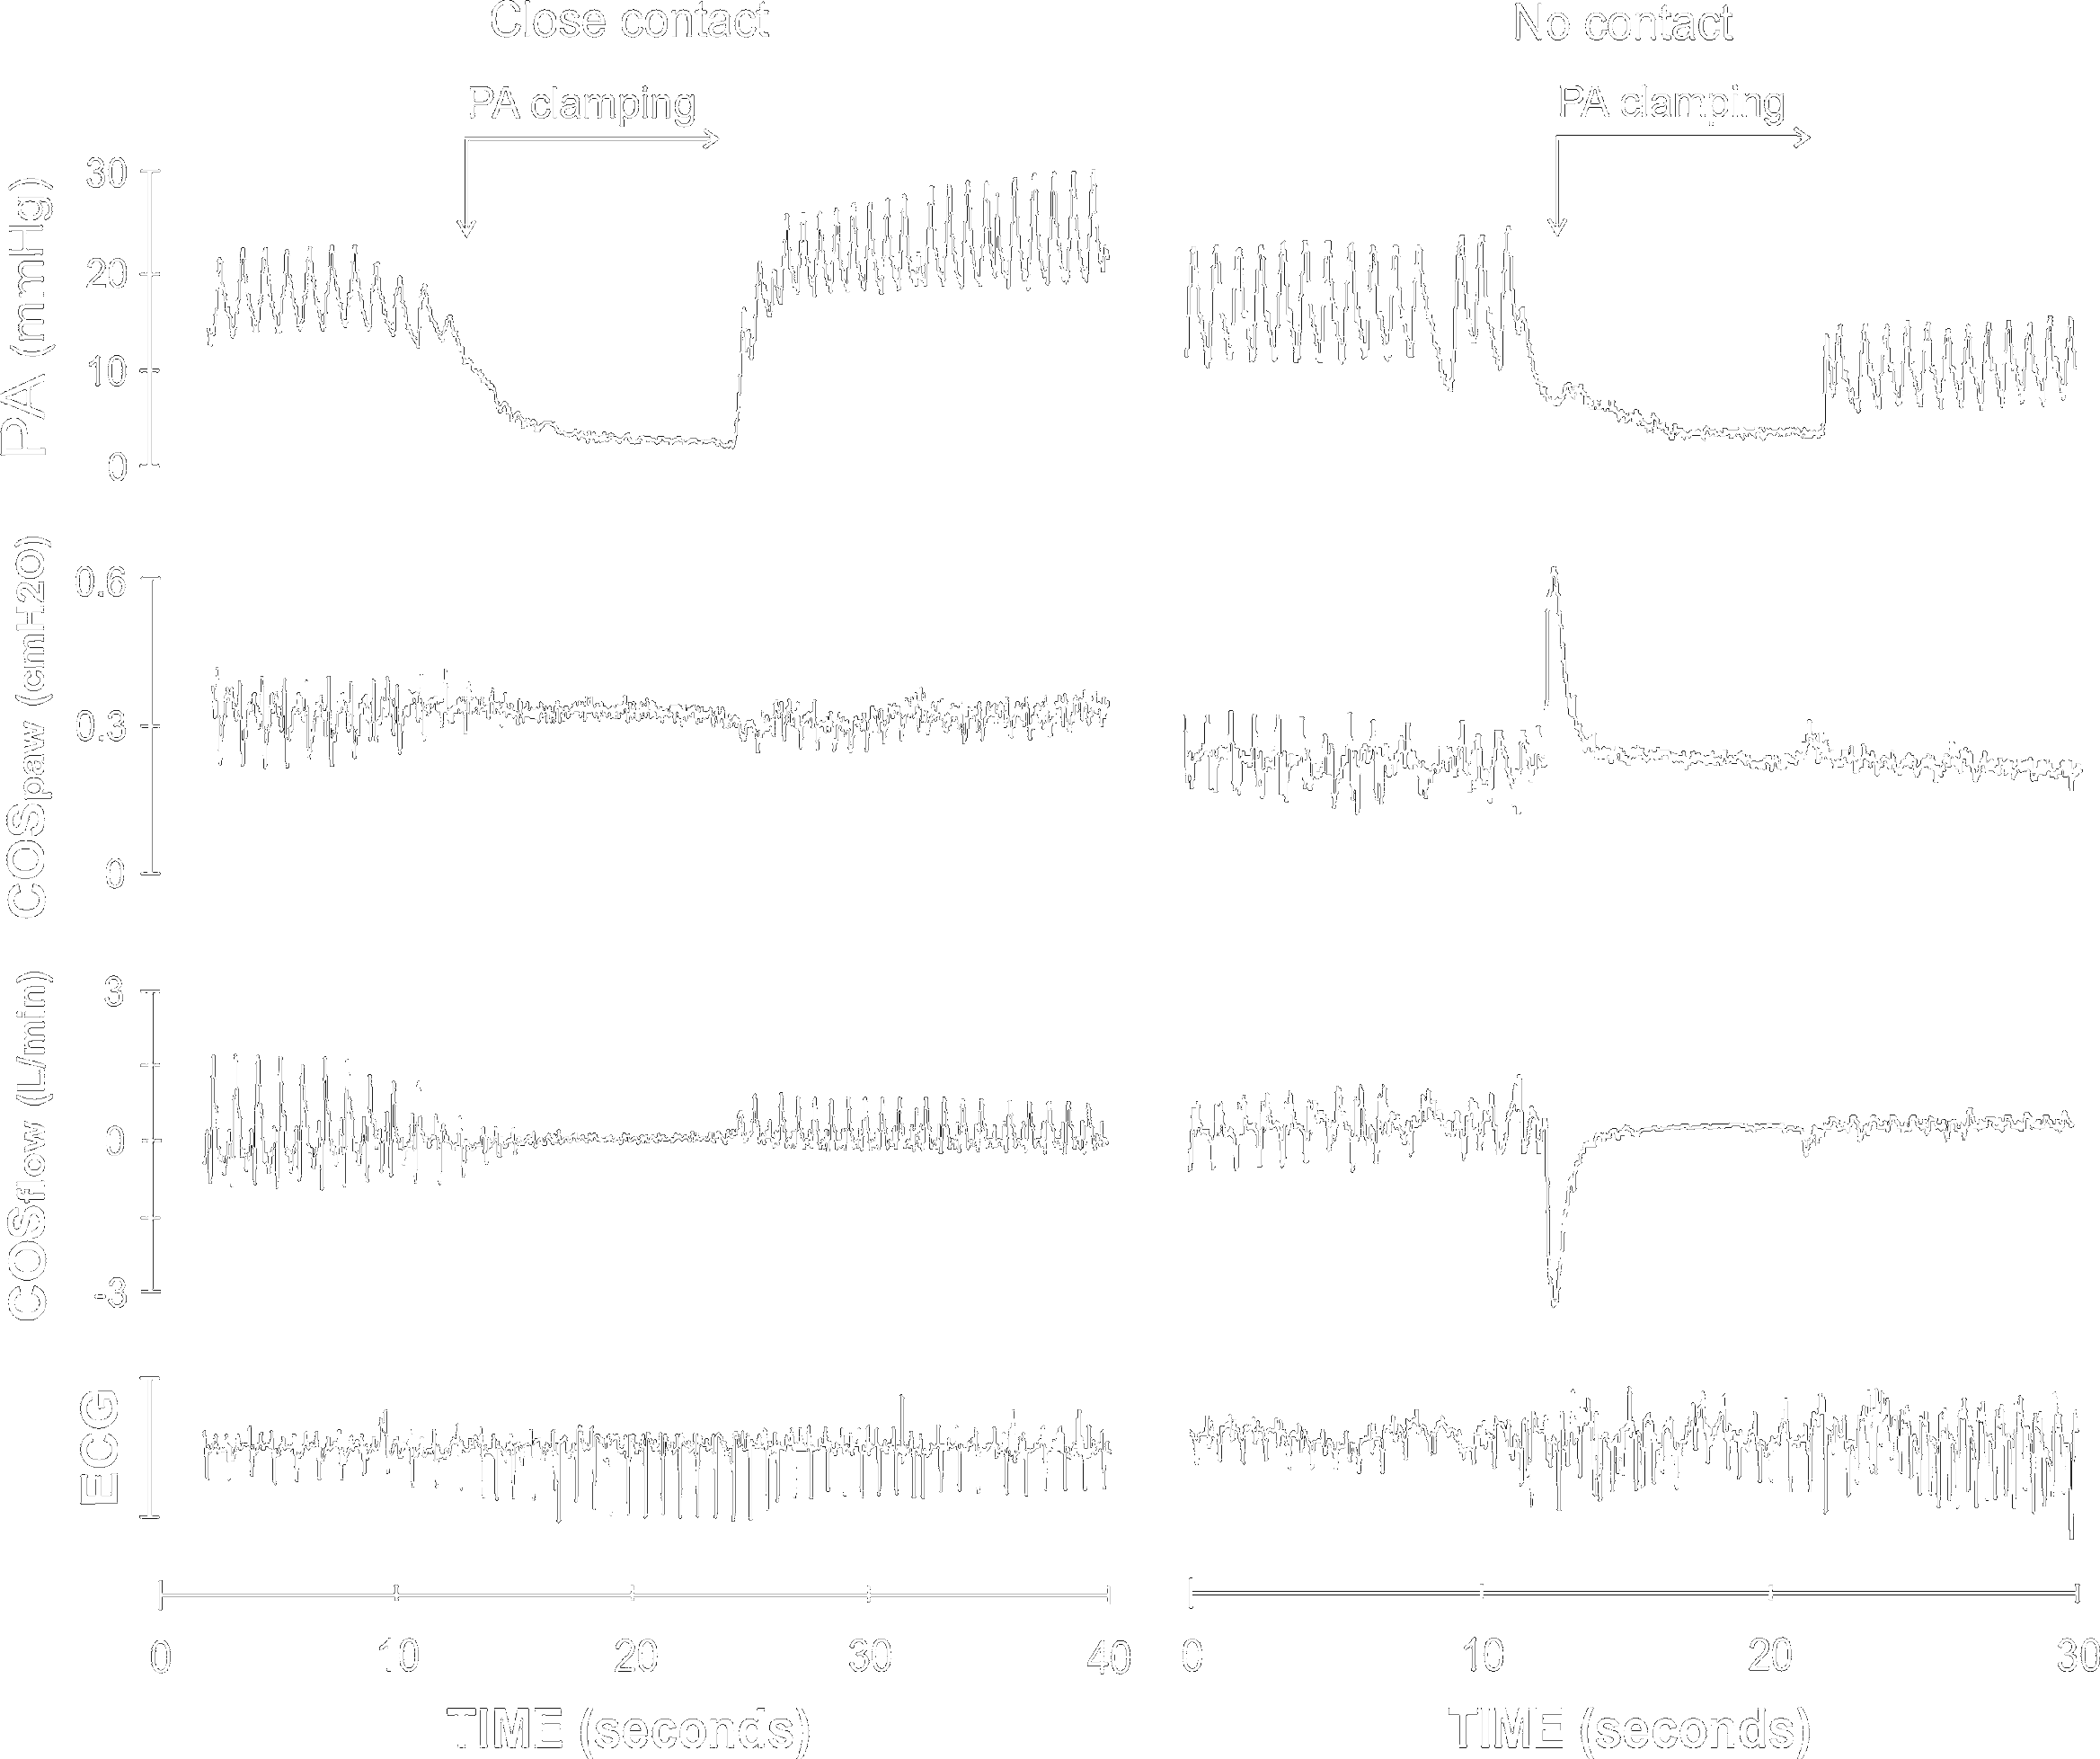 Close contact
No contact
PA clamping
PA clamping
PA (mmHg)
30
20
10
0
COSpaw (cmH2O)
0.6
0.3
0
COSflow (L/min)
3
0
-3
ECG
0 10 20 30 40
0 10 20 30
TIME (seconds)
TIME (seconds)